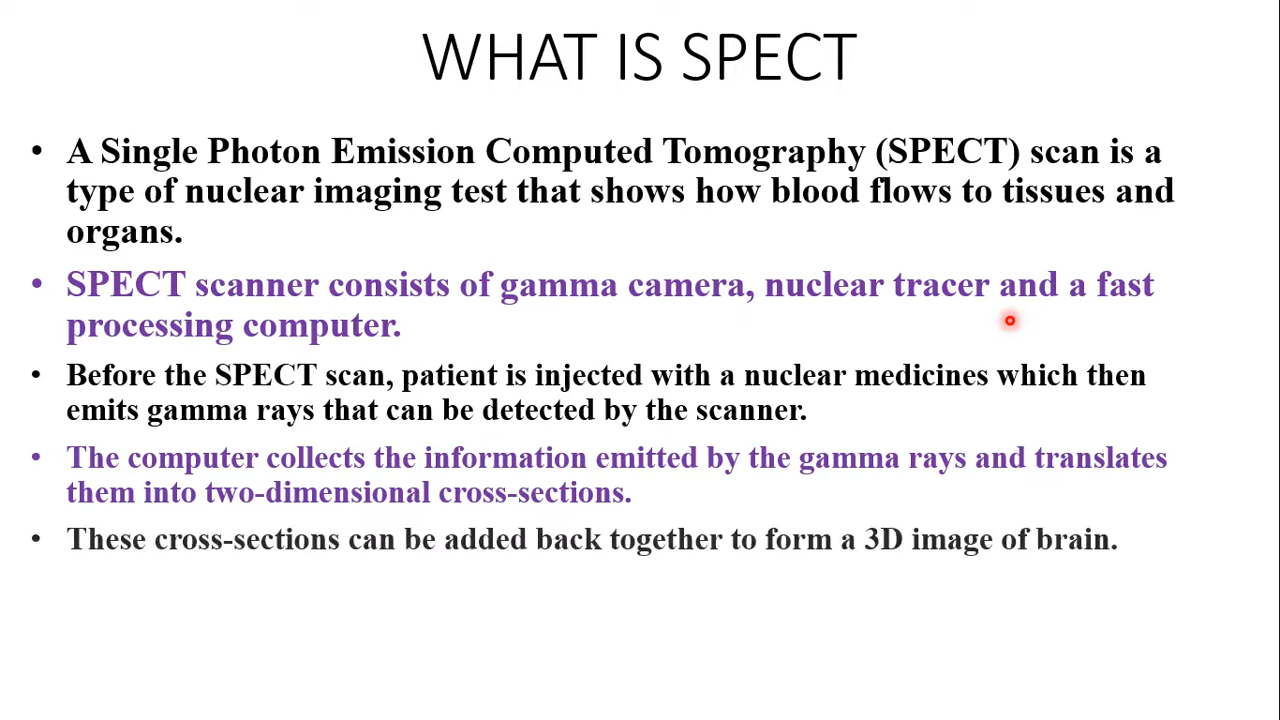 WHAT IS SPECT
• A Single Photon Emission Computed Tomography (SPECT) scan is a
type of nuclear imaging test that shows how blood flows to tissues and
organs.
• SPECT scanner consists of gamma camera, nuclear tracer and a fast
processing computer.
• Before the SPECT scan, patient is injected with a nuclear medicines which then
emits gamma rays that can be detected by the scanner.
• The computer collects the information emitted by the gamma rays and translates
them into two-dimensional cross-sections.
• These cross-sections can be added back together to form a 3D image of brain.